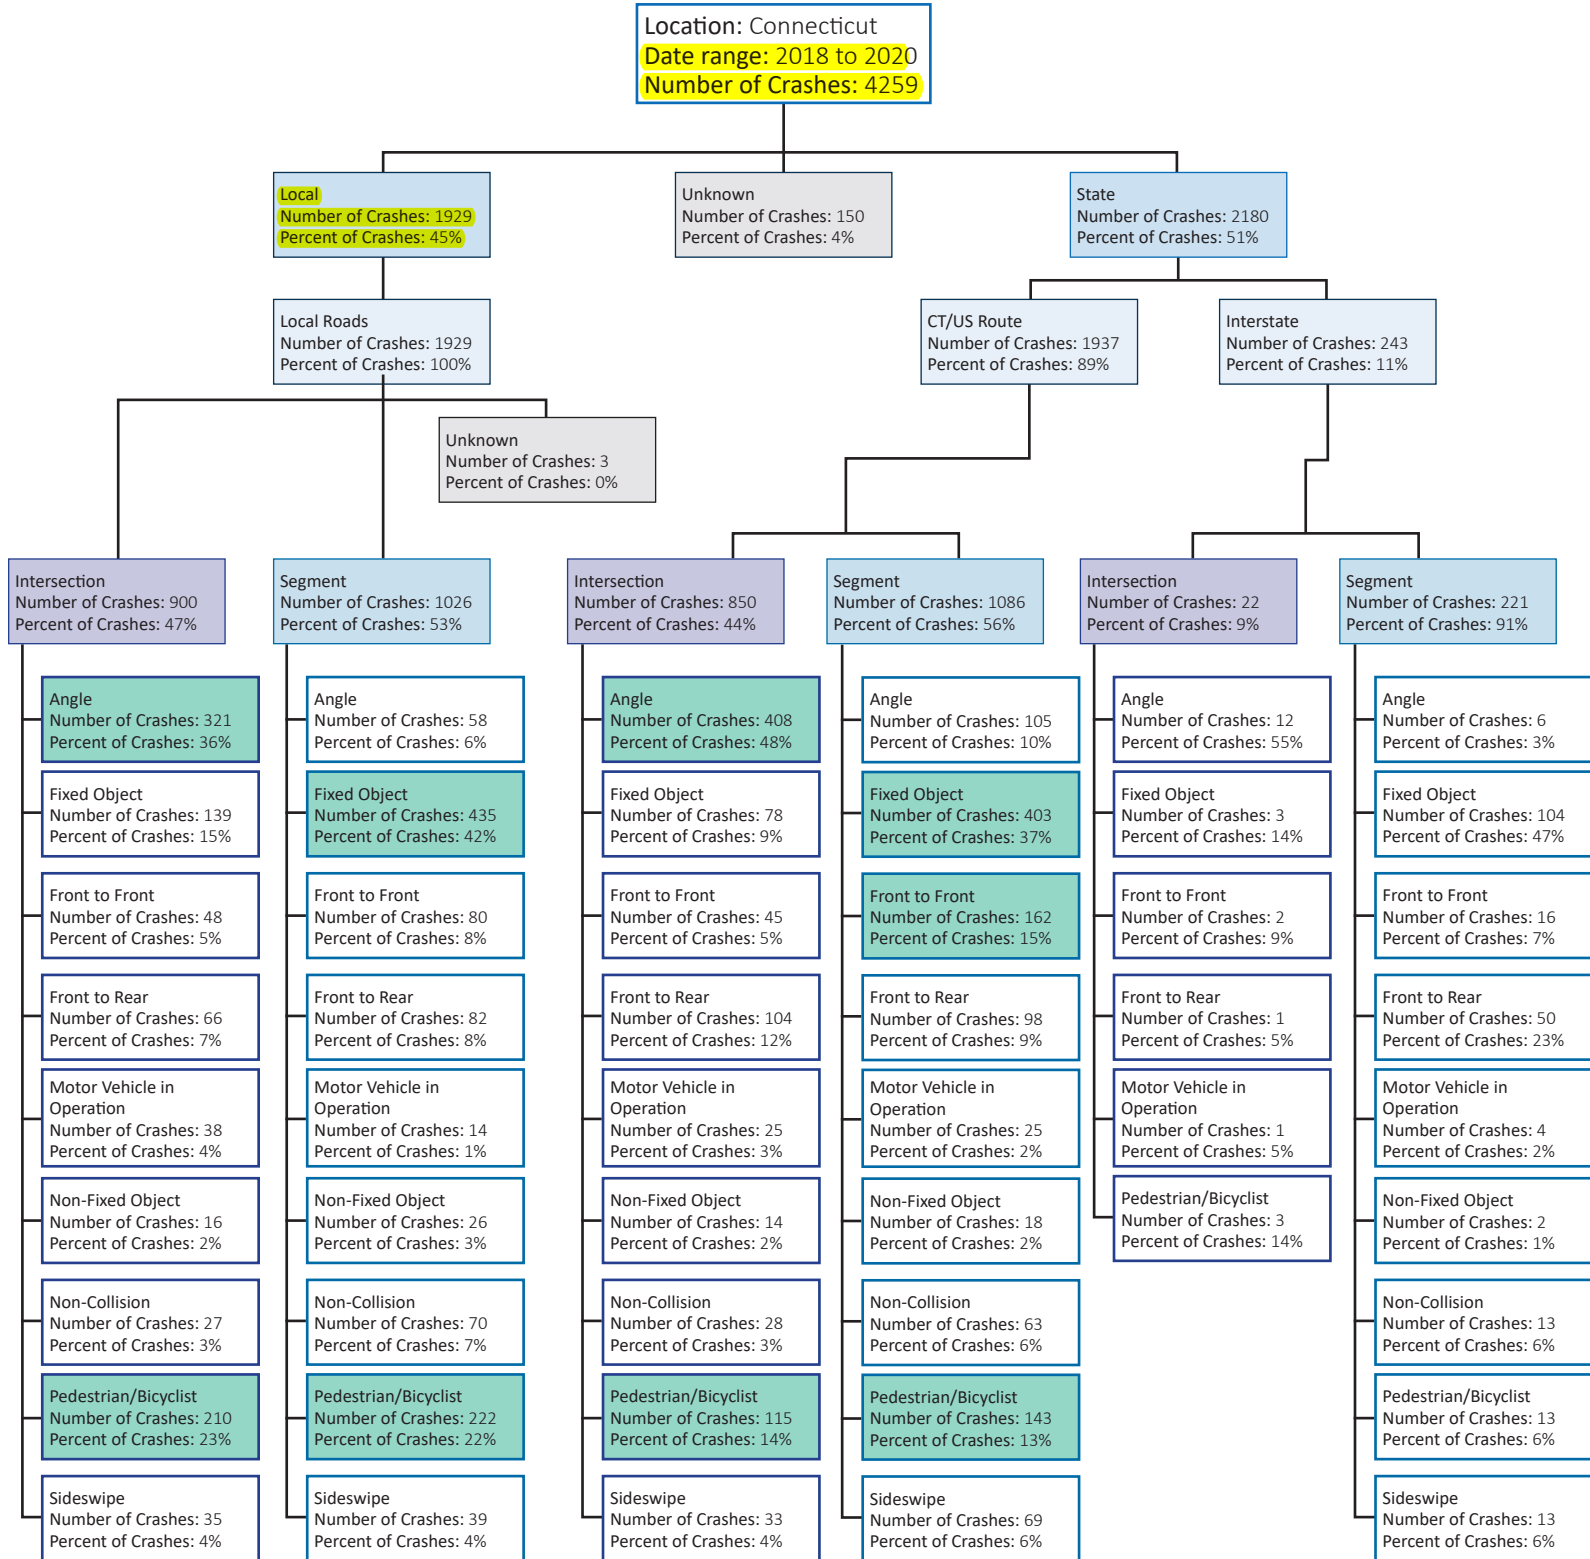 Location: Connecticut
Date range: 2018 to 2020
Number of Crashes: 4259
Local
Number of Crashes: 1929
Percent of Crashes: 45%
Unknown
Number of Crashes: 150
Percent of Crashes: 4%
State
Number of Crashes: 2180
Percent of Crashes: 51%
Local Roads
Number of Crashes: 1929
Percent of Crashes: 100%
CT/US Route
Number of Crashes: 1937
Percent of Crashes: 89%
Interstate
Number of Crashes: 243
Percent of Crashes: 11%
Unknown
Number of Crashes: 3
Percent of Crashes: 0%
Intersection
Number of Crashes: 900
Percent of Crashes: 47%
Angle
Number of Crashes: 321
Percent of Crashes: 36%
Fixed Object
Number of Crashes: 139
Percent of Crashes: 15%
Front to Front
Number of Crashes: 48
Percent of Crashes: 5%
Front to Rear
Number of Crashes: 66
Percent of Crashes: 7%
Motor Vehicle in
Operation
Number of Crashes: 38
Percent of Crashes: 4%
Non-Fixed Object
Number of Crashes: 16
Percent of Crashes: 2%
Non-Collision
Number of Crashes: 27
Percent of Crashes: 3%
Pedestrian/Bicyclist
Number of Crashes: 210
Percent of Crashes: 23%
Sideswipe
Number of Crashes: 35
Percent of Crashes: 4%
Segment
Number of Crashes: 1026
Percent of Crashes: 53%
Angle
Number of Crashes: 58
Percent of Crashes: 6%
Fixed Object
Number of Crashes: 435
Percent of Crashes: 42%
Front to Front
Number of Crashes: 80
Percent of Crashes: 8%
Front to Rear
Number of Crashes: 82
Percent of Crashes: 8%
Motor Vehicle in
Operation
Number of Crashes: 14
Percent of Crashes: 1%
Non-Fixed Object
Number of Crashes: 26
Percent of Crashes: 3%
Non-Collision
Number of Crashes: 70
Percent of Crashes: 7%
Pedestrian/Bicyclist
Number of Crashes: 222
Percent of Crashes: 22%
Sideswipe
Number of Crashes: 39
Percent of Crashes: 4%
Intersection
Number of Crashes: 850
Percent of Crashes: 44%
Angle
Number of Crashes: 408
Percent of Crashes: 48%
Fixed Object
Number of Crashes: 78
Percent of Crashes: 9%
Front to Front
Number of Crashes: 45
Percent of Crashes: 5%
Front to Rear
Number of Crashes: 104
Percent of Crashes: 12%
Motor Vehicle in
Operation
Number of Crashes: 25
Percent of Crashes: 3%
Non-Fixed Object
Number of Crashes: 14
Percent of Crashes: 2%
Non-Collision
Number of Crashes: 28
Percent of Crashes: 3%
Pedestrian/Bicyclist
Number of Crashes: 115
Percent of Crashes: 14%
Sideswipe
Number of Crashes: 33
Percent of Crashes: 4%
Segment
Number of Crashes: 1086
Percent of Crashes: 56%
Angle
Number of Crashes: 105
Percent of Crashes: 10%
Fixed Object
Number of Crashes: 403
Percent of Crashes: 37%
Front to Front
Number of Crashes: 162
Percent of Crashes: 15%
Front to Rear
Number of Crashes: 98
Percent of Crashes: 9%
Motor Vehicle in
Operation
Number of Crashes: 25
Percent of Crashes: 2%
Non-Fixed Object
Number of Crashes: 18
Percent of Crashes: 2%
Non-Collision
Number of Crashes: 63
Percent of Crashes: 6%
Pedestrian/Bicyclist
Number of Crashes: 143
Percent of Crashes: 13%
Sideswipe
Number of Crashes: 69
Percent of Crashes: 6%
Intersection
Number of Crashes: 22
Percent of Crashes: 9%
Angle
Number of Crashes: 12
Percent of Crashes: 55%
Fixed Object
Number of Crashes: 3
Percent of Crashes: 14%
Front to Front
Number of Crashes: 2
Percent of Crashes: 9%
Front to Rear
Number of Crashes: 1
Percent of Crashes: 5%
Motor Vehicle in
Operation
Number of Crashes: 1
Percent of Crashes: 5%
Pedestrian/Bicyclist
Number of Crashes: 3
Percent of Crashes: 14%
Segment
Number of Crashes: 221
Percent of Crashes: 91%
Angle
Number of Crashes: 6
Percent of Crashes: 3%
Fixed Object
Number of Crashes: 104
Percent of Crashes: 47%
Front to Front
Number of Crashes: 16
Percent of Crashes: 7%
Front to Rear
Number of Crashes: 50
Percent of Crashes: 23%
Motor Vehicle in
Operation
Number of Crashes: 4
Percent of Crashes: 2%
Non-Fixed Object
Number of Crashes: 2
Percent of Crashes: 1%
Non-Collision
Number of Crashes: 13
Percent of Crashes: 6%
Pedestrian/Bicyclist
Number of Crashes: 13
Percent of Crashes: 6%
Sideswipe
Number of Crashes: 13
Percent of Crashes: 6%